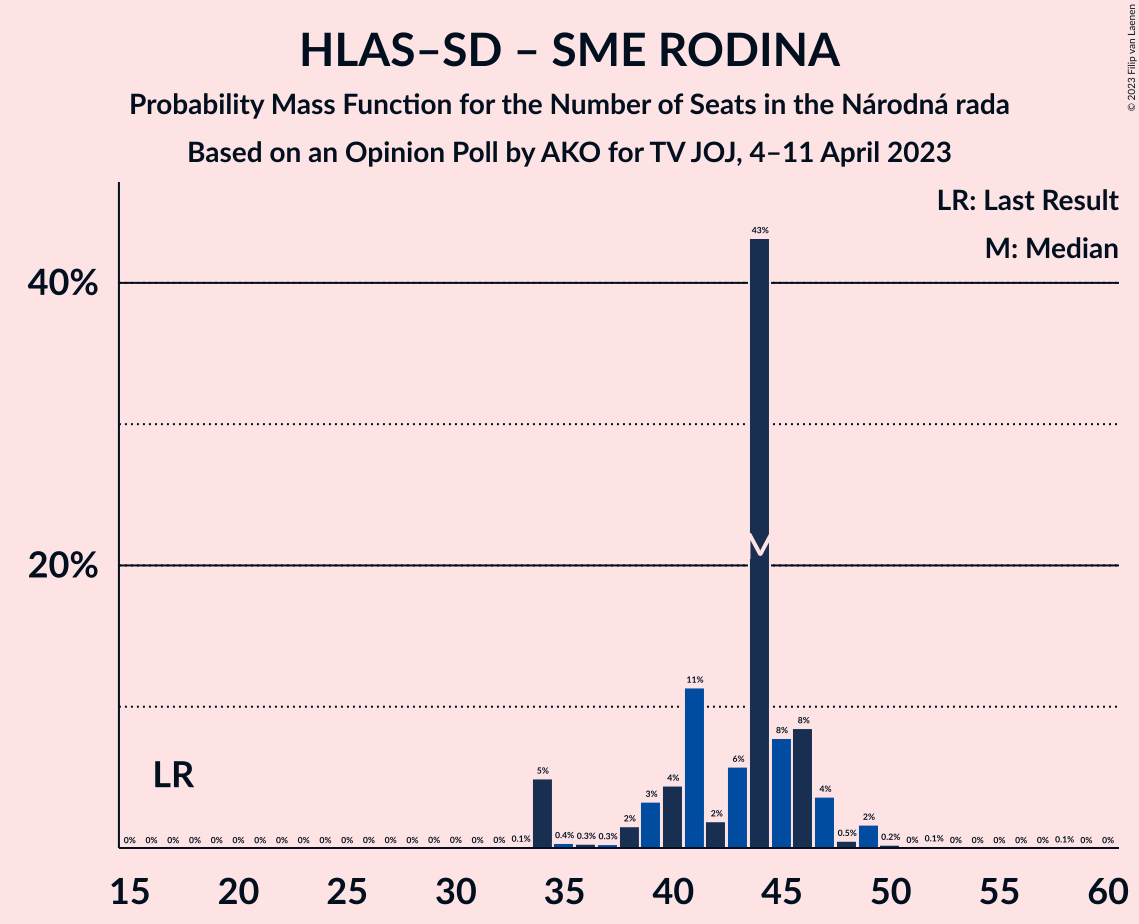 HLAS–SD – SME RODINA
Probability Mass Function for the Number of Seats in the Národná rada
Based on an Opinion Poll by AKO for TV JOJ, 4–11 April 2023
© 2023 Filip van Laenen
LR: Last Result
M: Median
43%
40%
20%
M
11%
8%
8%
6%
5%
LR
4%
4%
3%
2%
2%
2%
0% 0% 0% 0% 0% 0% 0% 0% 0% 0% 0% 0% 0% 0% 0% 0% 0% 0% 0.1% 0.4% 0.3% 0.3% 0.5% 0.2% 0% 0.1% 0% 0% 0% 0% 0% 0.1% 0% 0%
15 20 25 30 35 40 45 50 55 60